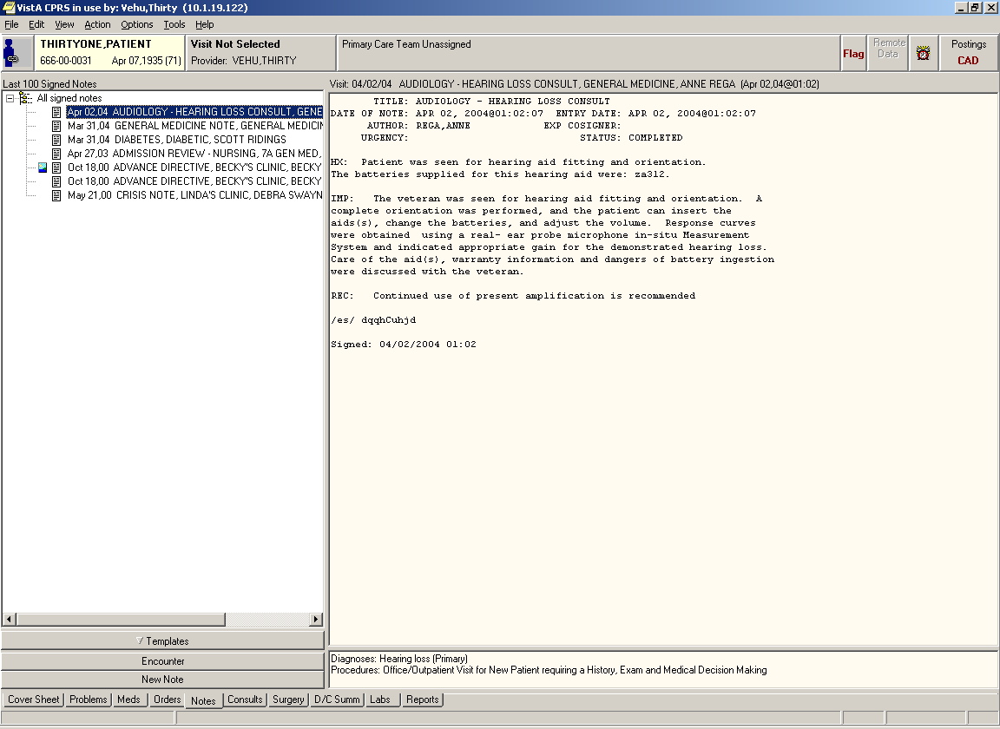 VistA CPRS in use by: Vehu,Thirty (10.1.19.122)
File Edit View Action Options Tools Help
THIRTYONE,PATIENT
666-00-0031 Apr 07,1935 (71)
Visit Not Selected
Provider: VEHU,THIRTY
Primary Care Team Unassigned
Flag
Remote
Data
Postings
CAD
Last 100 Signed Notes
All signed notes
Apr 02,04 AUDIOLOGY - HEARING LOSS CONSULT, GENE
Mar 31,04 GENERAL MEDICINE NOTE, GENERAL MEDICIN
Mar 31,04 DIABETES, DIABETIC, SCOTT RIDINGS
Apr 27,03 ADMISSION REVIEW - NURSING, 7A GEN MED,
Oct 18,00 ADVANCE DIRECTIVE, BECKY'S CLINIC, BECKY
Oct 18,00 ADVANCE DIRECTIVE, BECKY'S CLINIC, BECKY
May 21,00 CRISIS NOTE, LINDA'S CLINIC, DEBRA SWAYN
Templates
Encounter
New Note
Visit: 04/02/04 AUDIOLOGY - HEARING LOSS CONSULT, GENERAL MEDICINE, ANNE REGA (Apr 02,04@01:02)
TITLE: AUDIOLOGY - HEARING LOSS CONSULT
DATE OF NOTE: APR 02, 2004@01:02:07 ENTRY DATE: APR 02, 2004@01:02:07
AUTHOR: REGA,ANNE EXP COSIGNER:
URGENCY: STATUS: COMPLETED
HX: Patient was seen for hearing aid fitting and orientation.
The batteries supplied for this hearing aid were: za312.
IMP: The veteran was seen for hearing aid fitting and orientation. A
complete orientation was performed, and the patient can insert the
aids(s), change the batteries, and adjust the volume. Response curves
were obtained using a real- ear probe microphone in-situ Measurement
System and indicated appropriate gain for the demonstrated hearing loss.
Care of the aid(s), warranty information and dangers of battery ingestion
were discussed with the veteran.
REC: Continued use of present amplification is recommended
/es/ dqqhCuhjd
Signed: 04/02/2004 01:02
Diagnoses: Hearing loss (Primary)
Procedures: Office/Outpatient Visit for New Patient requiring a History, Exam and Medical Decision Making
Cover Sheet Problems Meds Orders Notes Consults Surgery D/C Summ Labs Reports